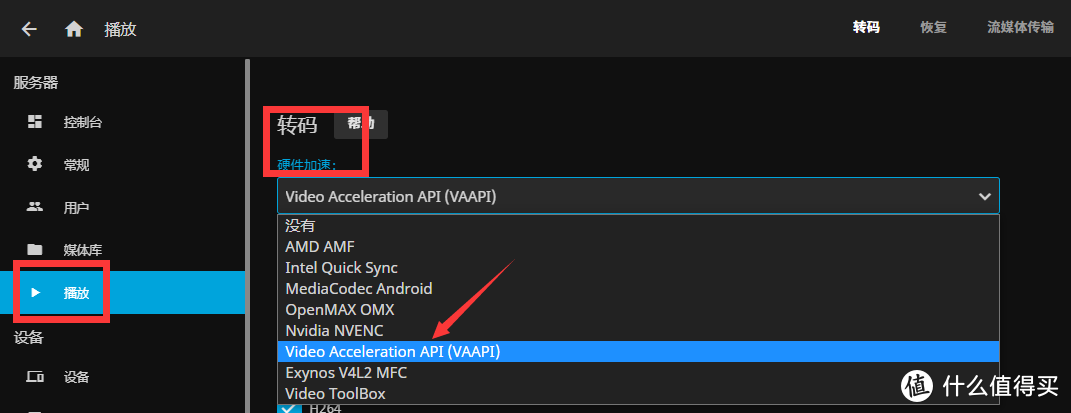 播放
转码 恢复 流媒体传输
服务器
控制台
常规
用户
媒体库
播放
设备
设备
转码 帮助
硬件加速:
Video Acceleration API (VAAPI)
没有
AMD AMF
Intel Quick Sync
MediaCodec Android
OpenMAX OMX
Nvidia NVENC
Video Acceleration API (VAAPI)
Exynos V4L2 MFC
Video ToolBox
H264
值 什么值得买